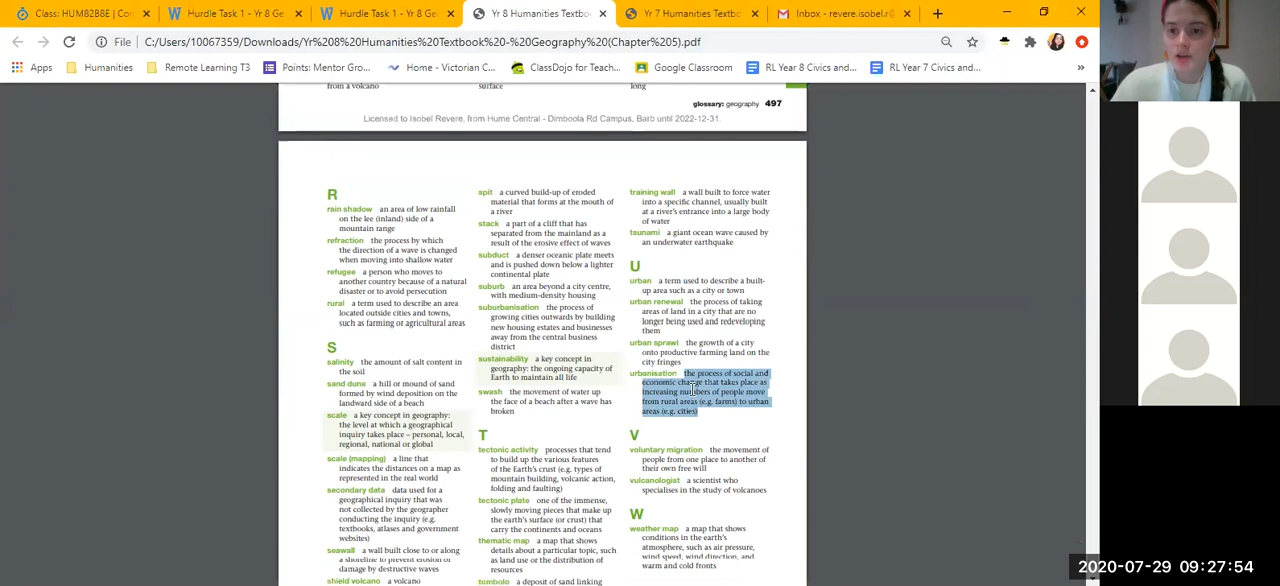 Class: HUM82B8E | (Cor
Hurdle Task 1 - Yr 8 Ge
Hurdle Task 1 - Yr 8 Ge
Yr 8 Humanities Textbo
Yr 7 Humanities Textbo
Inbox - revere.isobel.r@
File
C:/Users/10067359/Downloads/Yr%208%20Humanities%20Textbook%20-%20Geography%20(Chapter%205).pdf
Apps
Humanities
Remote Learning T3
Points: Mentor Gro...
Home - Victorian C...
ClassDojo for Teach...
Google Classroom
RL Year 8 Civics and...
RL Year 7 Civics and...
from a volcano
surface
long
glossary: geography 497
Licensed to Isobel Revere, from Hume Central - Dimboola Rd Campus, Barb until 2022-12-31.
R
rain shadow an area of low rainfall
on the lee (inland) side of a
mountain range
refraction the process by which
the direction of a wave is changed
when moving into shallow water
refugee a person who moves to
another country because of a natural
disaster or to avoid persecution
rural a term used to describe an area
located outside cities and towns,
such as farming or agricultural areas
S
salinity the amount of salt content in
the soil
sand dune a hill or mound of sand
formed by wind deposition on the
landward side of a beach
scale a key concept in geography:
the level at which a geographical
inquiry takes place – personal, local,
regional, national or global
scale (mapping) a line that
indicates the distances on a map as
represented in the real world
secondary data data used for a
geographical inquiry that was
not collected by the geographer
conducting the inquiry (e.g.
textbooks, atlases and government
websites)
seawall a wall built close to or along
a shoreline to prevent erosion or
damage by destructive waves
shield volcano a volcano
spit a curved build-up of eroded
material that forms at the mouth of
a river
stack a part of a cliff that has
separated from the mainland as a
result of the erosive effect of waves
subduct a denser oceanic plate meets
and is pushed down below a lighter
continental plate
suburb an area beyond a city centre,
with medium-density housing
suburbanisation the process of
growing cities outwards by building
new housing estates and businesses
away from the central business
district
sustainability a key concept in
geography: the ongoing capacity of
Earth to maintain all life
swash the movement of water up
the face of a beach after a wave has
broken
T
tectonic activity processes that tend
to build up the various features
of the Earth's crust (e.g. types of
mountain building, volcanic action,
folding and faulting)
tectonic plate one of the immense,
slowly moving pieces that make up
the earth's surface (or crust) that
carry the continents and oceans
thematic map a map that shows
details about a particular topic, such
as land use or the distribution of
resources
tombolo a deposit of sand linking
training wall a wall built to force water
into a specific channel, usually built
at a river's entrance into a large body
of water
tsunami a giant ocean wave caused by
an underwater earthquake
U
urban a term used to describe a built-
up area such as a city or town
urban renewal the process of taking
areas of land in a city that are no
longer being used and redeveloping
them
urban sprawl the growth of a city
onto productive farming land on the
city fringes
urbanisation the process of social and
economic change that takes place as
increasing numbers of people move
from rural areas (e.g. farms) to urban
areas (e.g. cities)
V
voluntary migration the movement of
people from one place to another of
their own free will
vulcanologist a scientist who
specialises in the study of volcanoes
W
weather map a map that shows
conditions in the earth's
atmosphere, such as air pressure,
wind speed, wind direction, and
warm and cold fronts
2020-07-29 09:27:54